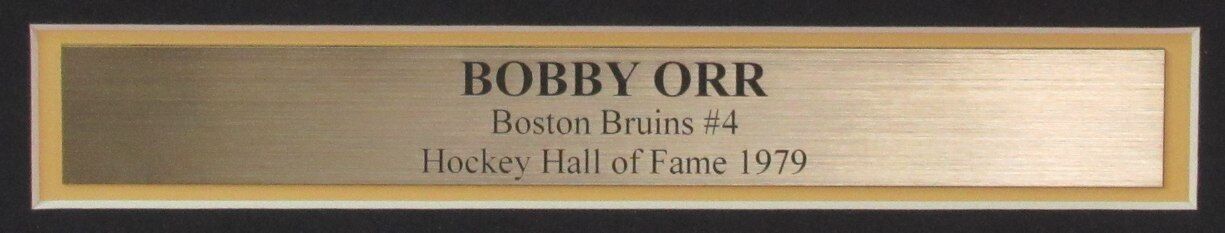 BOBBY ORR
Boston Bruins #4
Hockey Hall of Fame 1979